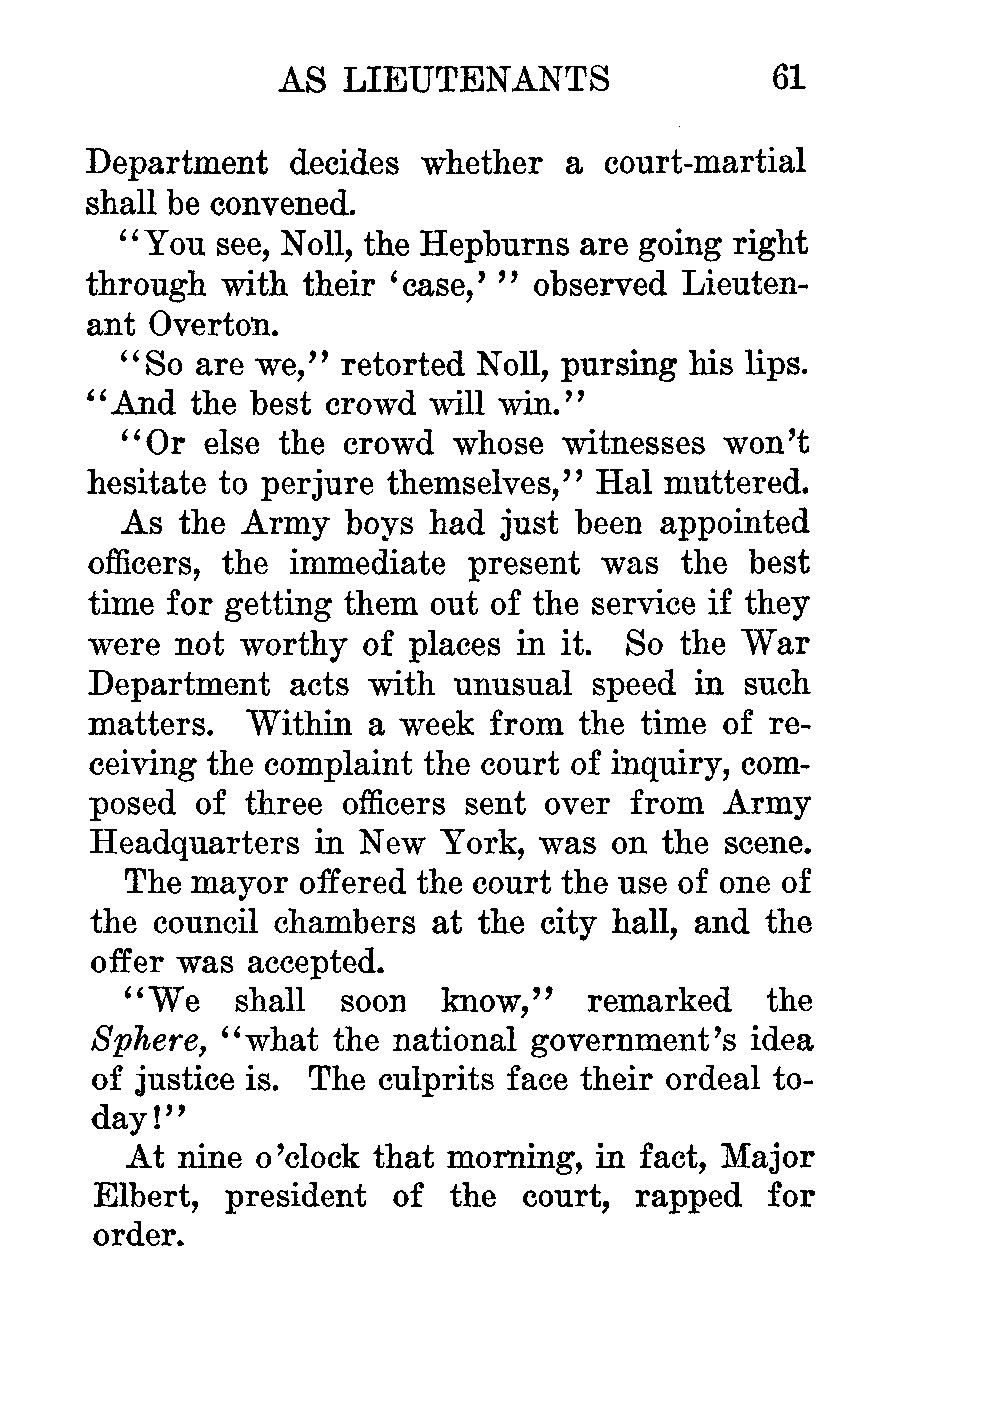 AS LIEUTENANTS 61
Department decides whether a court-martial
shall be convened.
“You see, Noll, the Hepburns are going right
through with their ‘case,’ ” observed Lieuten-
ant Overton.
“So are we,” retorted Noll, pursing his lips.
“And the best crowd will win.”
“Or else the crowd whose witnesses won’t
hesitate to perjure themselves,” Hal muttered.
As the Army boys had just been appointed
officers, the immediate present was the best
time for getting them out of the service if they
were not worthy of places in it. So the War
Department acts with unusual speed in such
matters. Within a week from the time of re-
ceiving the complaint the court of inquiry, com-
posed of three officers sent over from Army
Headquarters in New York, was on the scene.
The mayor offered the court the use of one of
the council chambers at the city hall, and the
offer was accepted.
“We shall soon know,” remarked the
Sphere, “what the national government’s idea
of justice is. The culprits face their ordeal to-
day!”
At nine o’clock that morning, in fact, Major
Elbert, president of the court, rapped for
order.